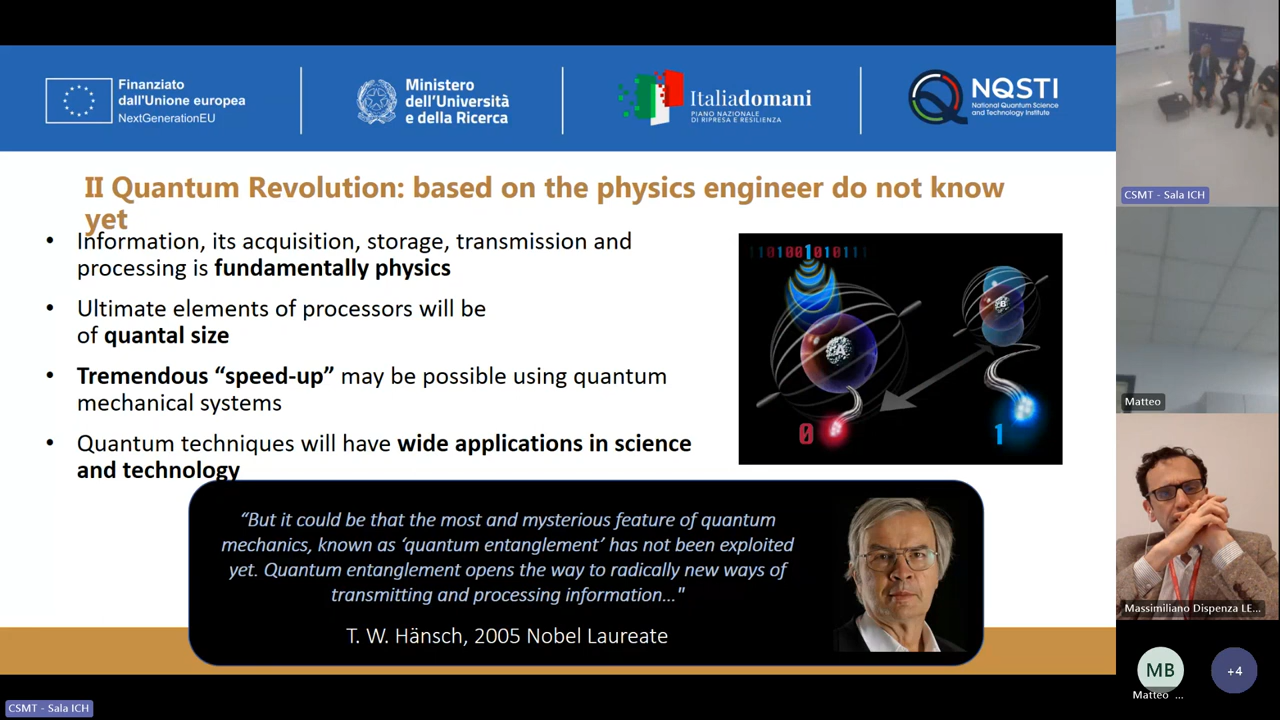 Finanziato
dall'Unione europea
NextGenerationEU
Ministero
dell'Università
e della Ricerca
Italiadomani
PIANO NAZIONALE
DI RIPRESA E RESILIENZA
NQSTI
National Quantum Science
and Technology Institute
II Quantum Revolution: based on the physics engineer do not know
yet
• Information, its acquisition, storage, transmission and
processing is fundamentally physics
• Ultimate elements of processors will be
of quantal size
• Tremendous “speed-up” may be possible using quantum
mechanical systems
• Quantum techniques will have wide applications in science
and technology
110100101010111
A
B
0
1
“But it could be that the most and mysterious feature of quantum
mechanics, known as ‘quantum entanglement’ has not been exploited
yet. Quantum entanglement opens the way to radically new ways of
transmitting and processing information..."
T. W. Hänsch, 2005 Nobel Laureate
CSMT - Sala ICH
CSMT - Sala ICH
Matteo
Massimiliano Dispenza LE...
MB
Matteo ...
+4